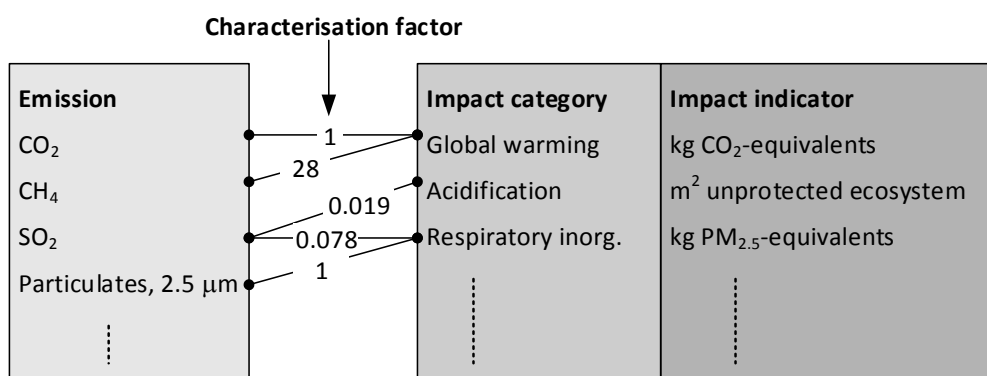 Characterisation factor
Emission
CO₂
CH₄
SO₂
Particulates, 2.5 μm
1
28
0.019
0.078
1
Impact category
Global warming
Acidification
Respiratory inorg.
Impact indicator
kg CO₂-equivalents
m² unprotected ecosystem
kg PM₂.₅-equivalents